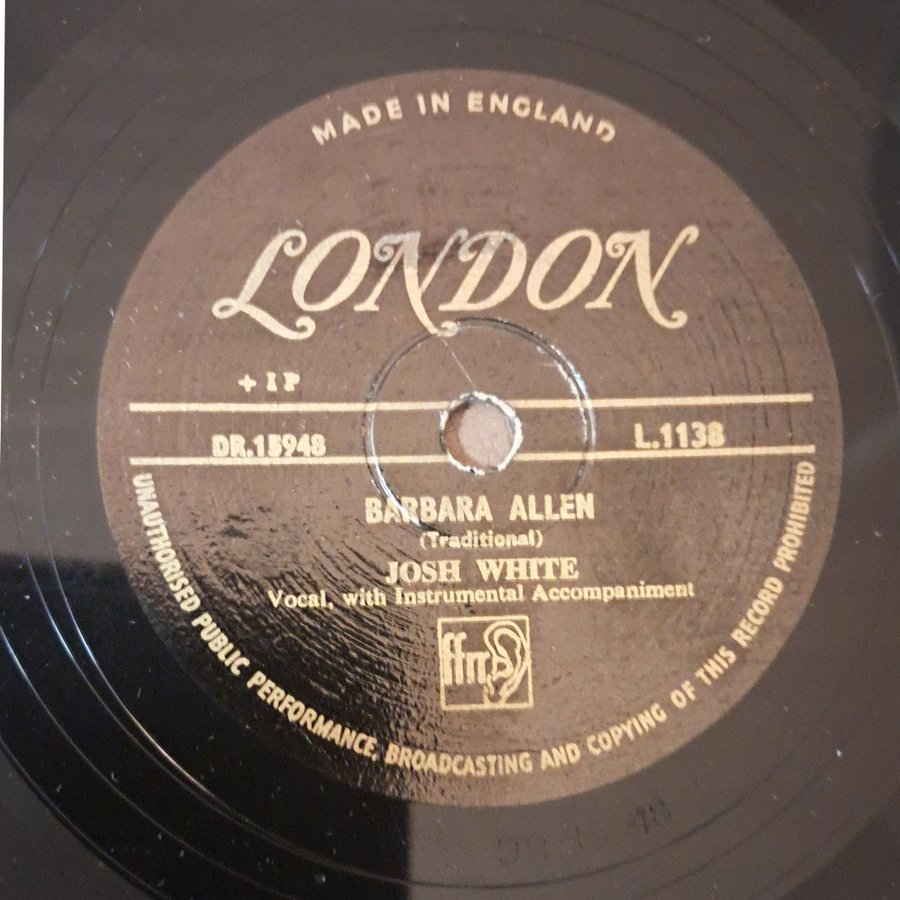 MADE IN ENGLAND
LONDON
+ I P
DR.15948
L.1138
BARBARA ALLEN
(Traditional)
JOSH WHITE
Vocal, with Instrumental Accompaniment
ffrr
UNAUTHORISED PUBLIC PERFORMANCE, BROADCASTING AND COPYING OF THIS RECORD PROHIBITED